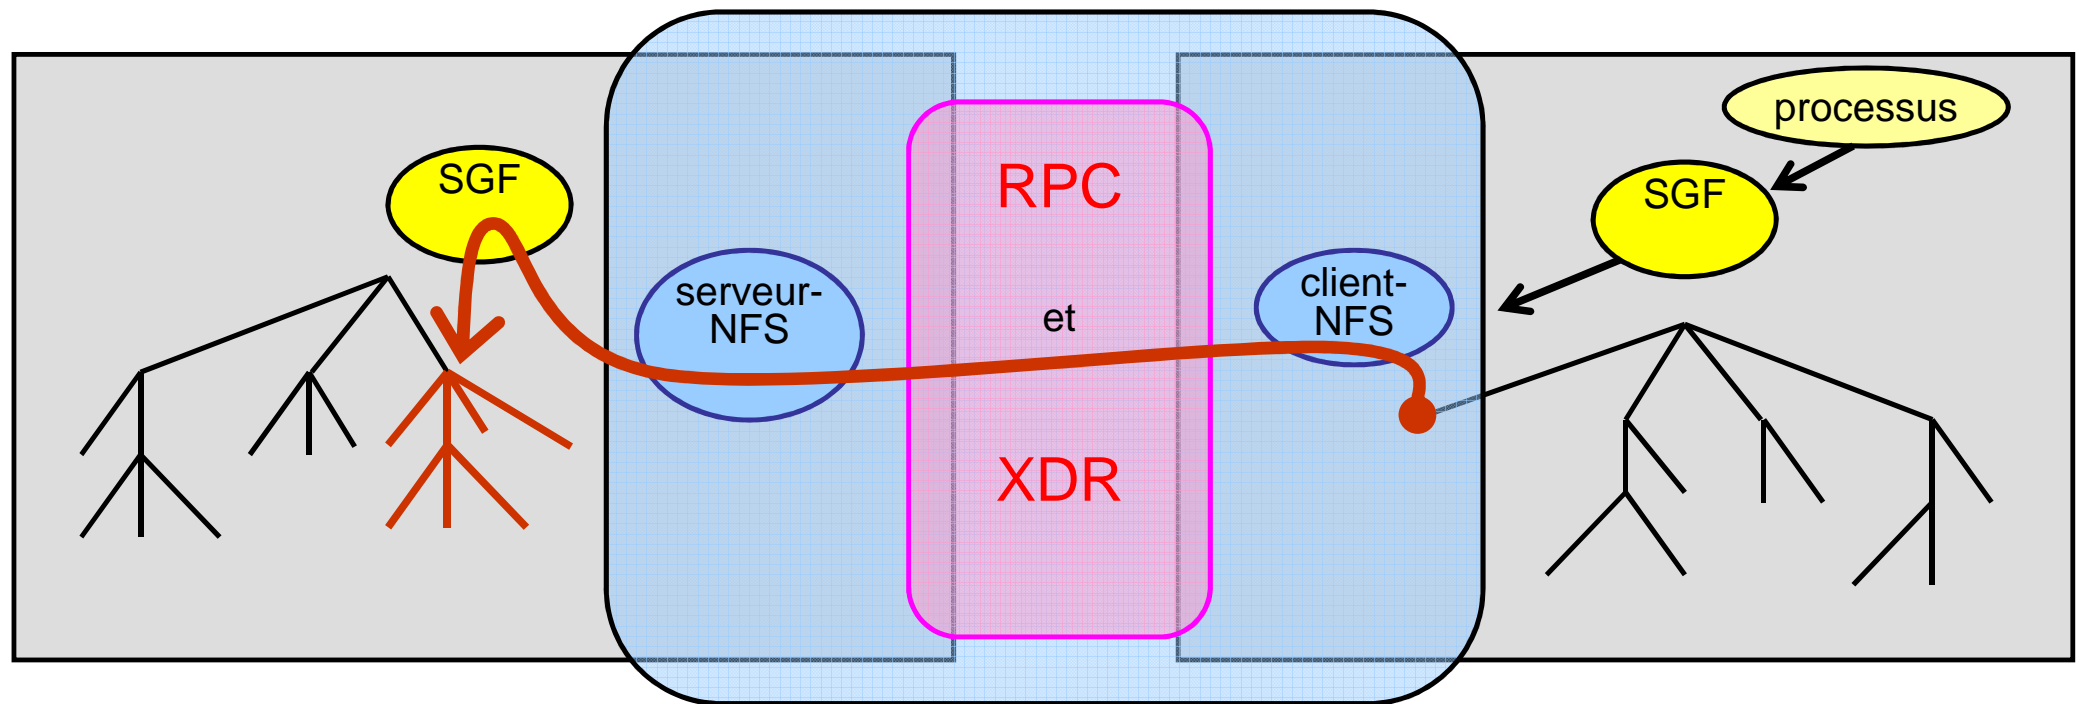 SGF
serveur-
NFS
RPC
et
XDR
client-
NFS
processus
SGF